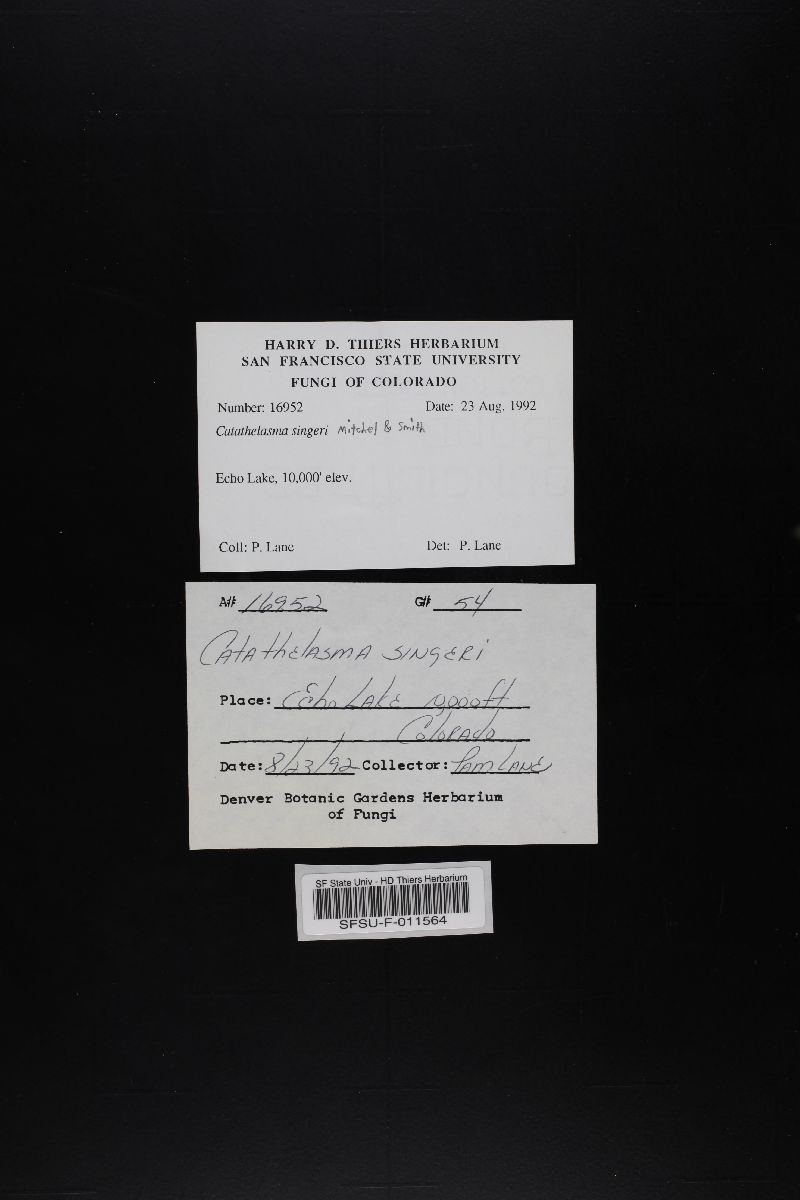 HARRY D. THIERS HERBARIUM
SAN FRANCISCO STATE UNIVERSITY
FUNGI OF COLORADO
Number: 16952 Date: 23 Aug. 1992
Catathelasma singeri Mitchel & Smith
Echo Lake, 10,000' elev.
Coll: P. Lane Det: P. Lane
A# 16952 G# 54
Catathelasma singeri
Place: Echo Lake 10,000 ft
Colorado
Date: 8/23/92 Collector: Pam Lane
Denver Botanic Gardens Herbarium
of Fungi
SF State Univ - HD Thiers Herbarium
SFSU-F-011564